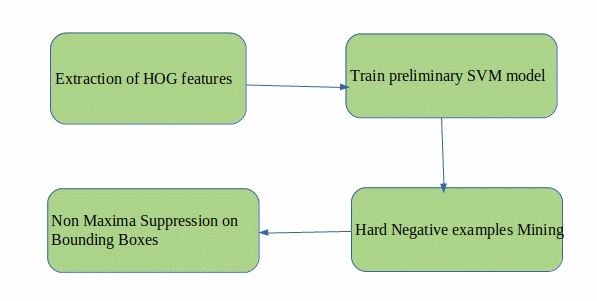 Extraction of HOG features
Train preliminary SVM model
Hard Negative examples Mining
Non Maxima Suppression on
Bounding Boxes